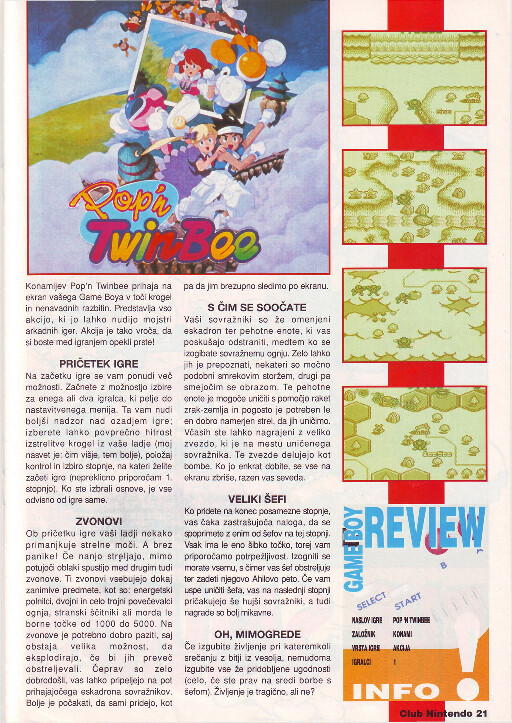 Pop'n
TwinBee
Konamijev Pop'n Twinbee prihaja na
ekran vašega Game Boya v toči krogel
in nenavadnih razbilin. Predstavlja vso
akcijo, ki jo lahko nudijo mojstri
arkadnih iger. Akcija je tako vroča, da
si boste med igranjem opekli prste!
PRIČETEK IGRE
Na začetku igre se vam ponudi več
možnosti. Začnete z možnostjo izbire
za enega ali dva igralca, ki pelje do
nastavitvenega menija. Ta vam nudi
boljši nadzor nad ozadjem igre;
izberete lahko povprečno hitrost
izstrelitve krogel iz vaše ladje (moj
nasvet je: čim višje, tem bolje), položaj
kontrol in izbiro stopnje, na kateri želite
začeti igro (nepreklicno priporočam 1.
stopnjo). Ko ste izbrali osnove, je vse
odvisno od igre same.
ZVONOVI
Ob pričetku igre vaši ladji nekako
primanjkuje strelne moči. A brez
panike! Če nanjo streljajo, mimo
potujoči oblaki spustijo med drugim tudi
zvonove. Ti zvonovi vsebujejo dokaj
zanimive predmete, kot so: energetski
polnilci, dvojni in celo trojni povečevalci
ognja, stranski ščitniki ali morda le
borne točke od 1000 do 5000. Na
zvonove je potrebno dobro paziti, saj
obstaja velika možnost, da
eksplodirajo, če bi jih preveč
obstreljevali. Čeprav so zelo
dobrodošli, vas lahko pripeljejo na pot
prihajajočega eskadrona sovražnikov.
Bolje je počakati, da sami pridejo, kot
pa da jim brezupno sledimo po ekranu.
S ČIM SE SOOČATE
Vaši sovražniki so že omenjeni
eskadron ter pehotne enote, ki vas
poskušajo odstraniti, medtem ko se
izogibate sovražnemu ognju. Zelo lahko
jih je prepoznati, nekateri so močno
podobni smrekovim storžem, drugi pa
smejočim se obrazom. Te pehotne
enote je mogoče uničiti s pomočjo raket
zrak-zemlja in pogosto je potreben le
en dobro namerjen strel, da jih uničimo.
Včasih ste lahko nagrajeni z veliko
zvezdo, ki je na mestu uničenega
sovražnika. Te zvezde delujejo kot
bombe. Ko jo enkrat dobite, se vse na
ekranu zbriše, razen vas seveda.
VELIKI ŠEFI
Ko pridete na konec posamezne stopnje,
vas čaka zastrašujoča naloga, da se
spoprimete z enim od šefov na tej stopnji.
Vsak ima le eno šibko točko, torej vam
priporočamo potrpežljivost. Izogniti se
morate vsemu, s čimer vas šef obstreljuje
ter zadeti njegovo Ahilovo peto. Če vam
uspe uničiti šefa, vas na naslednji stopnji
pričakujejo še hujši sovražniki, a tudi
nagrade so bolj mikavne.
OH, MIMOGREDE
Če izgubite življenje pri kateremkoli
srečanju z bitji iz vesolja, nemudoma
izgubite vse že pridobljene ugodnosti
(celo, če ste prav na sredi borbe s
šefom). Življenje je tragično, ali ne?
GAME BOY
REVIEW
B
SELECT START
NASLOV IGRE POP 'N TWINBEE
ZALOŽNIK KONAMI
VRSTA IGRE AKCIJA
IGRALCI 1
INFO !
Club Nintendo 21